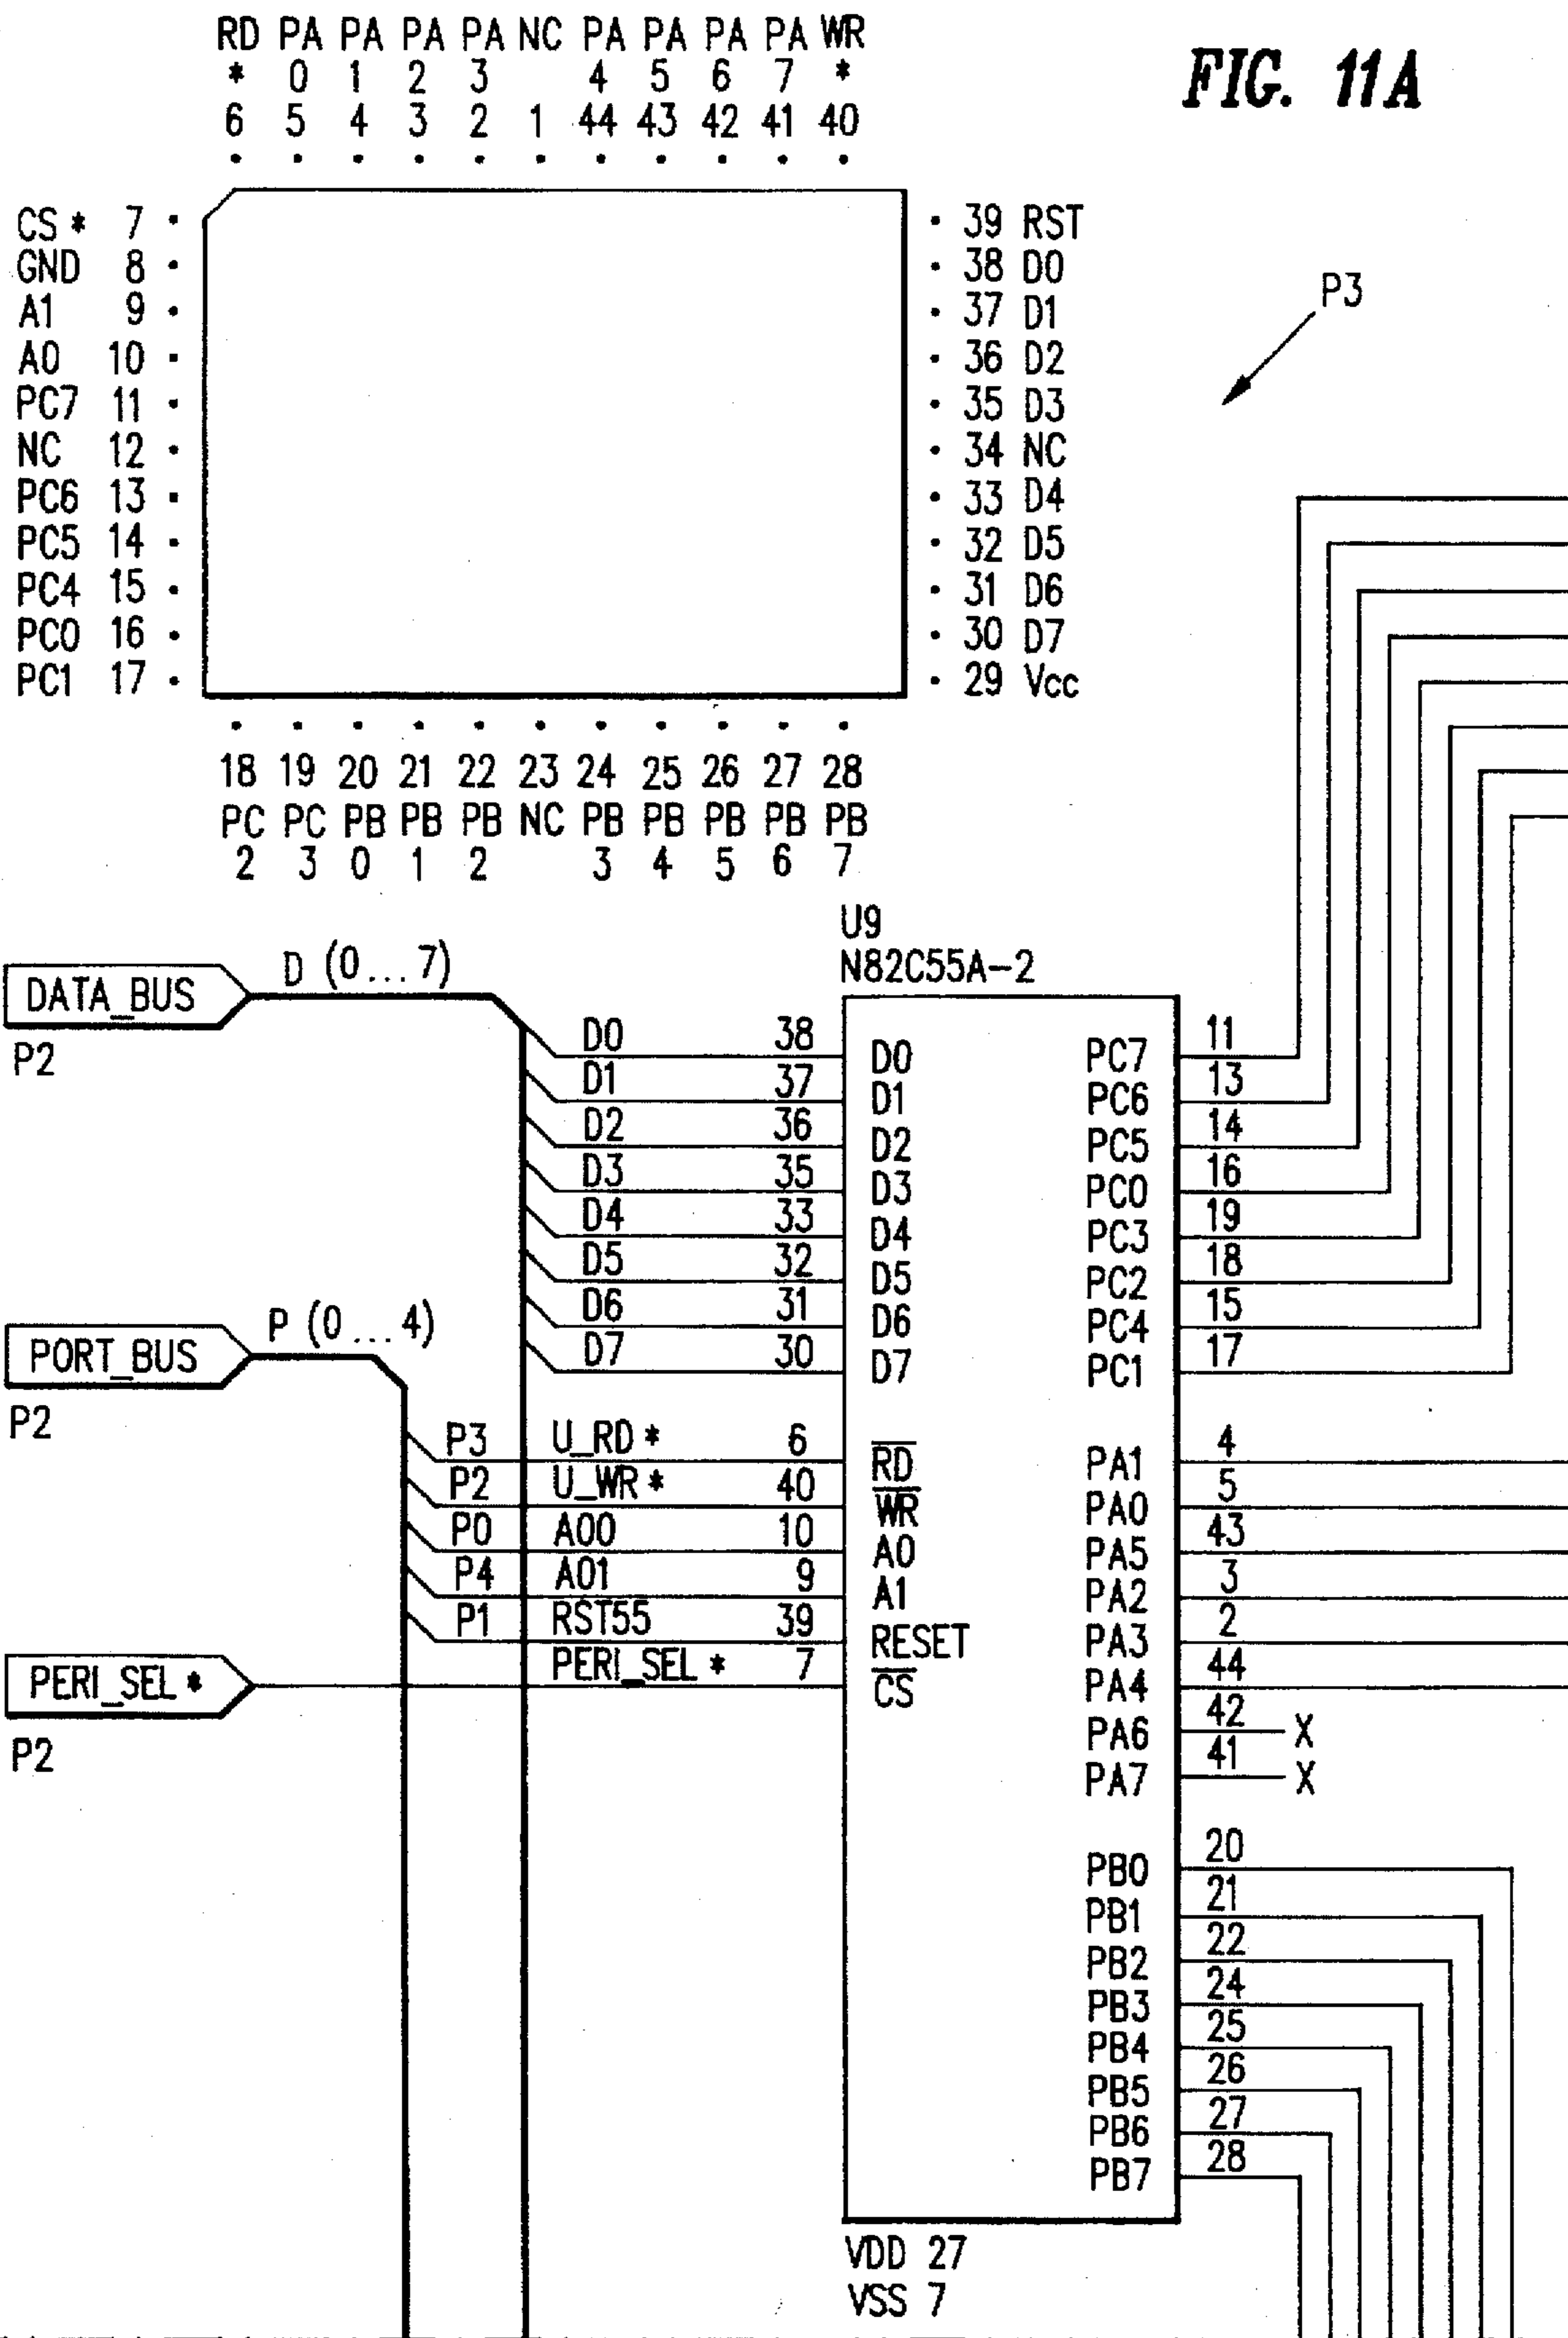 RD PA PA PA PA NC PA PA PA PA WR
* 0 1 2 3 4 5 6 7 *
6 5 4 3 2 1 44 43 42 41 40
FIG. 11A
CS * 7
GND 8
A1 9
A0 10
PC7 11
NC 12
PC6 13
PC5 14
PC4 15
PC0 16
PC1 17
39 RST
38 D0
37 D1
36 D2
35 D3
34 NC
33 D4
32 D5
31 D6
30 D7
29 Vcc
P3
18 19 20 21 22 23 24 25 26 27 28
PC PC PB PB PB NC PB PB PB PB PB
2 3 0 1 2 3 4 5 6 7
U9
N82C55A-2
DATA_BUS
P2
D (0...7)
D0 38 D0
D1 37 D1
D2 36 D2
D3 35 D3
D4 33 D4
D5 32 D5
D6 31 D6
D7 30 D7
PORT_BUS
P2
P (0...4)
P3 U_RD * 6 RD
P2 U_WR * 40 WR
P0 A00 10 A0
P4 A01 9 A1
P1 RST55 39 RESET
PERI_SEL *
P2
PERI_SEL * 7 CS
PC7 11
PC6 13
PC5 14
PC0 16
PC3 19
PC2 18
PC4 15
PC1 17
PA1 4
PA0 5
PA5 43
PA2 3
PA3 2
PA4 44
PA6 42 X
PA7 41 X
PB0 20
PB1 21
PB2 22
PB3 24
PB4 25
PB5 26
PB6 27
PB7 28
VDD 27
VSS 7